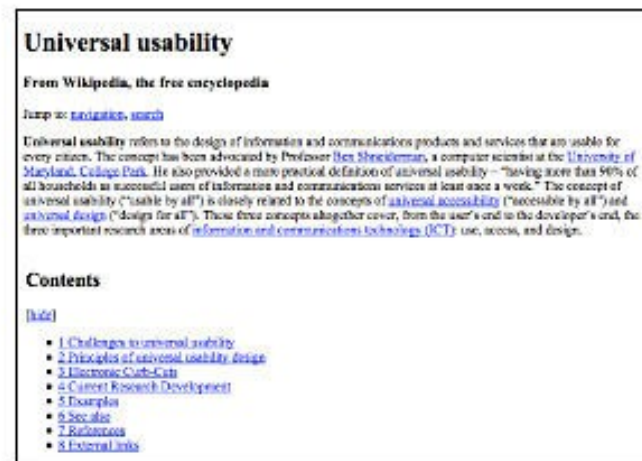 Universal usability
From Wikipedia, the free encyclopedia
Jump to: navigation, search
Universal usability refers to the design of information and communications products and services that are usable for
every citizen. The concept has been advocated by Professor Ben Shneiderman, a computer scientist at the University of
Maryland, College Park. He also provided a more practical definition of universal usability – “having more than 90% of
all households as successful users of information and communications services at least once a week.” The concept of
universal usability (“usable by all”) is closely related to the concepts of universal accessibility (“accessible by all”) and
universal design (“design for all”). These three concepts altogether cover, from the user’s end to the developer’s end, the
three important research areas of information and communications technology (ICT): use, access, and design.
Contents
[hide]
1 Challenges to universal usability
2 Principles of universal usability design
3 Electronic Curb-Cuts
4 Current Research Development
5 Examples
6 See also
7 References
8 External links